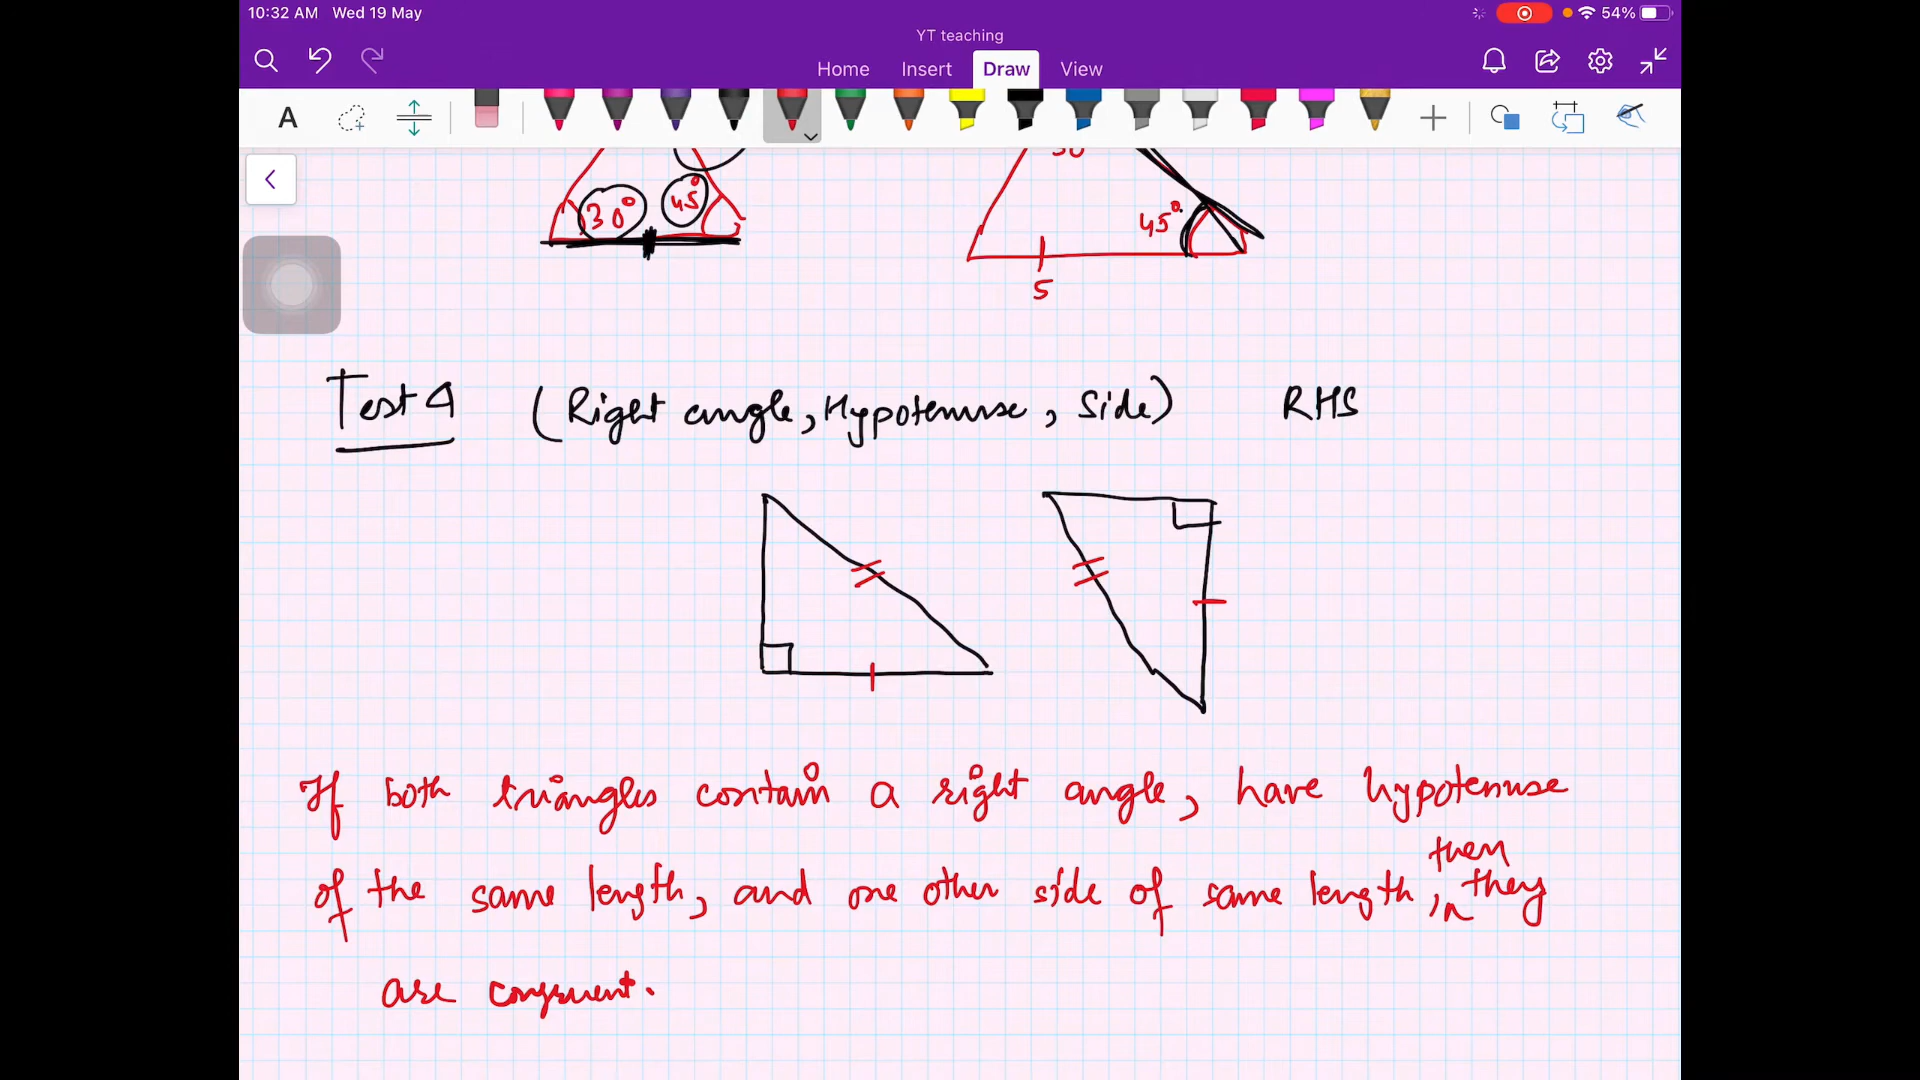 10:32 AM Wed 19 May
54%
YT teaching
Home Insert Draw View
A
30°
45°
30
45°
5
Test 4 (Right angle, Hypotenuse, Side) RHS
If both triangles contain a right angle, have hypotenuse
of the same length, and one other side of same length, then they
are congruent.